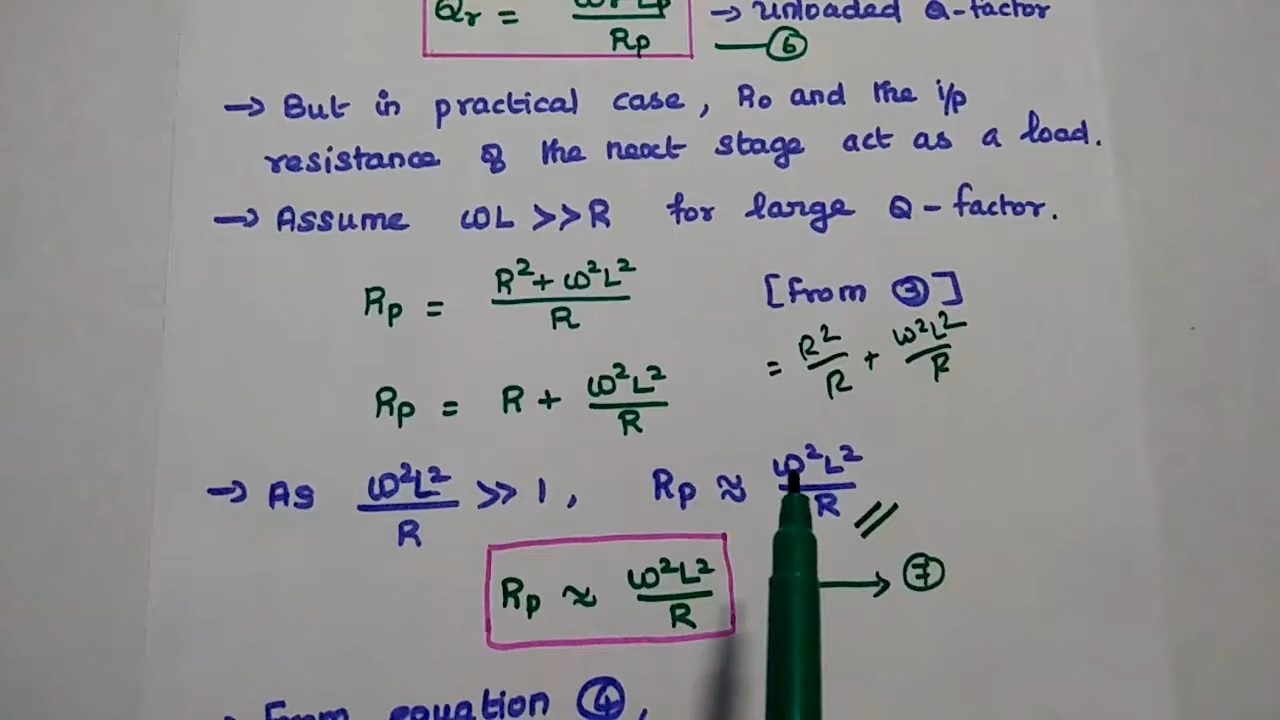 Qr = ωr Lp / Rp → Unloaded Q-factor — ⑥
→ But in practical case, Ro and the i/p
resistance of the next stage act as a load.
→ Assume ωL >> R for large Q-factor.
Rp = R² + ω²L² / R [From ③]
= R²/R + ω²L²/R
Rp = R + ω²L²/R
→ As ω²L²/R >> 1, Rp ≈ ω²L²/R //
Rp ≈ ω²L²/R → ⑦
→ From equation ④,